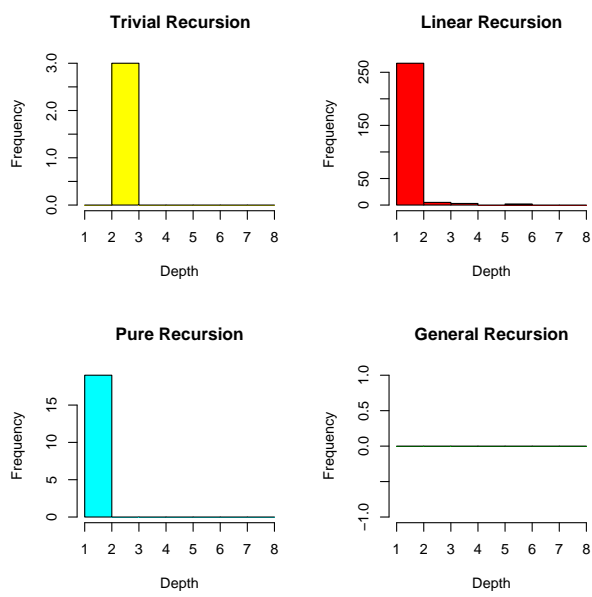 Trivial Recursion
Frequency
0.0 1.0 2.0 3.0
1 2 3 4 5 6 7 8
Depth
Linear Recursion
Frequency
0 50 150 250
1 2 3 4 5 6 7 8
Depth
Pure Recursion
Frequency
0 5 10 15
1 2 3 4 5 6 7 8
Depth
General Recursion
Frequency
−1.0 0.0 0.5 1.0
1 2 3 4 5 6 7 8
Depth